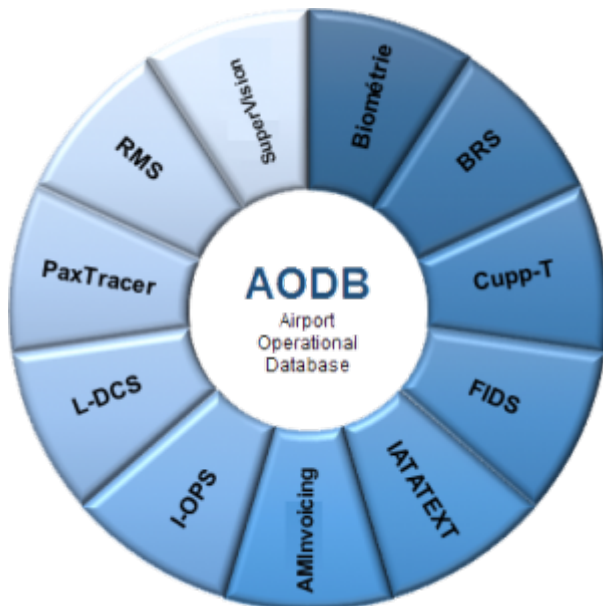 AODB
Airport
Operational
Database
Biométrie
BRS
Cupp-T
FIDS
IATATEXT
AMInvoicing
I-OPS
L-DCS
PaxTracer
RMS
SuperVision